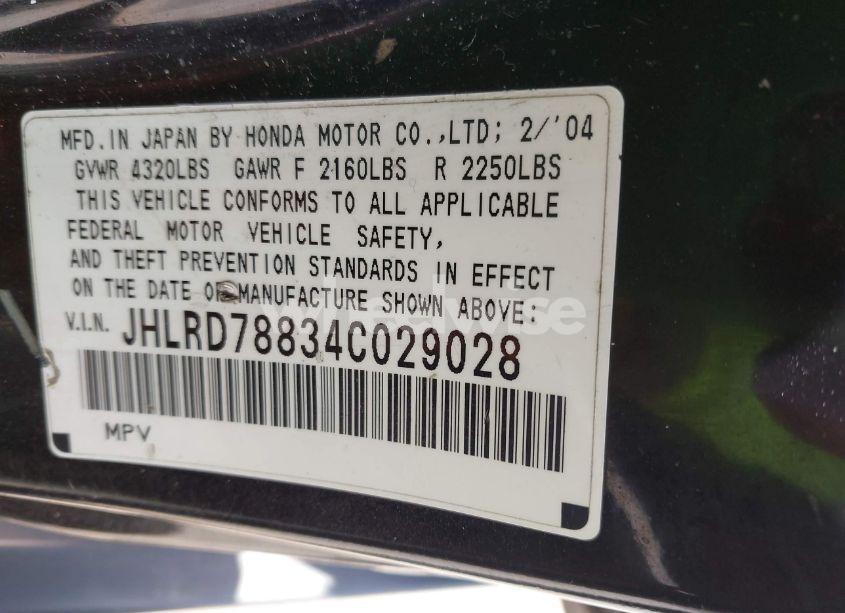 MFD.IN JAPAN BY HONDA MOTOR CO.,LTD; 2/'04
GVWR 4320LBS GAWR F 2160LBS R 2250LBS
THIS VEHICLE CONFORMS TO ALL APPLICABLE
FEDERAL MOTOR VEHICLE SAFETY,
AND THEFT PREVENTION STANDARDS IN EFFECT
ON THE DATE OF MANUFACTURE SHOWN ABOVE:
V.I.N. JHLRD78834C029028
MPV
wheelwise